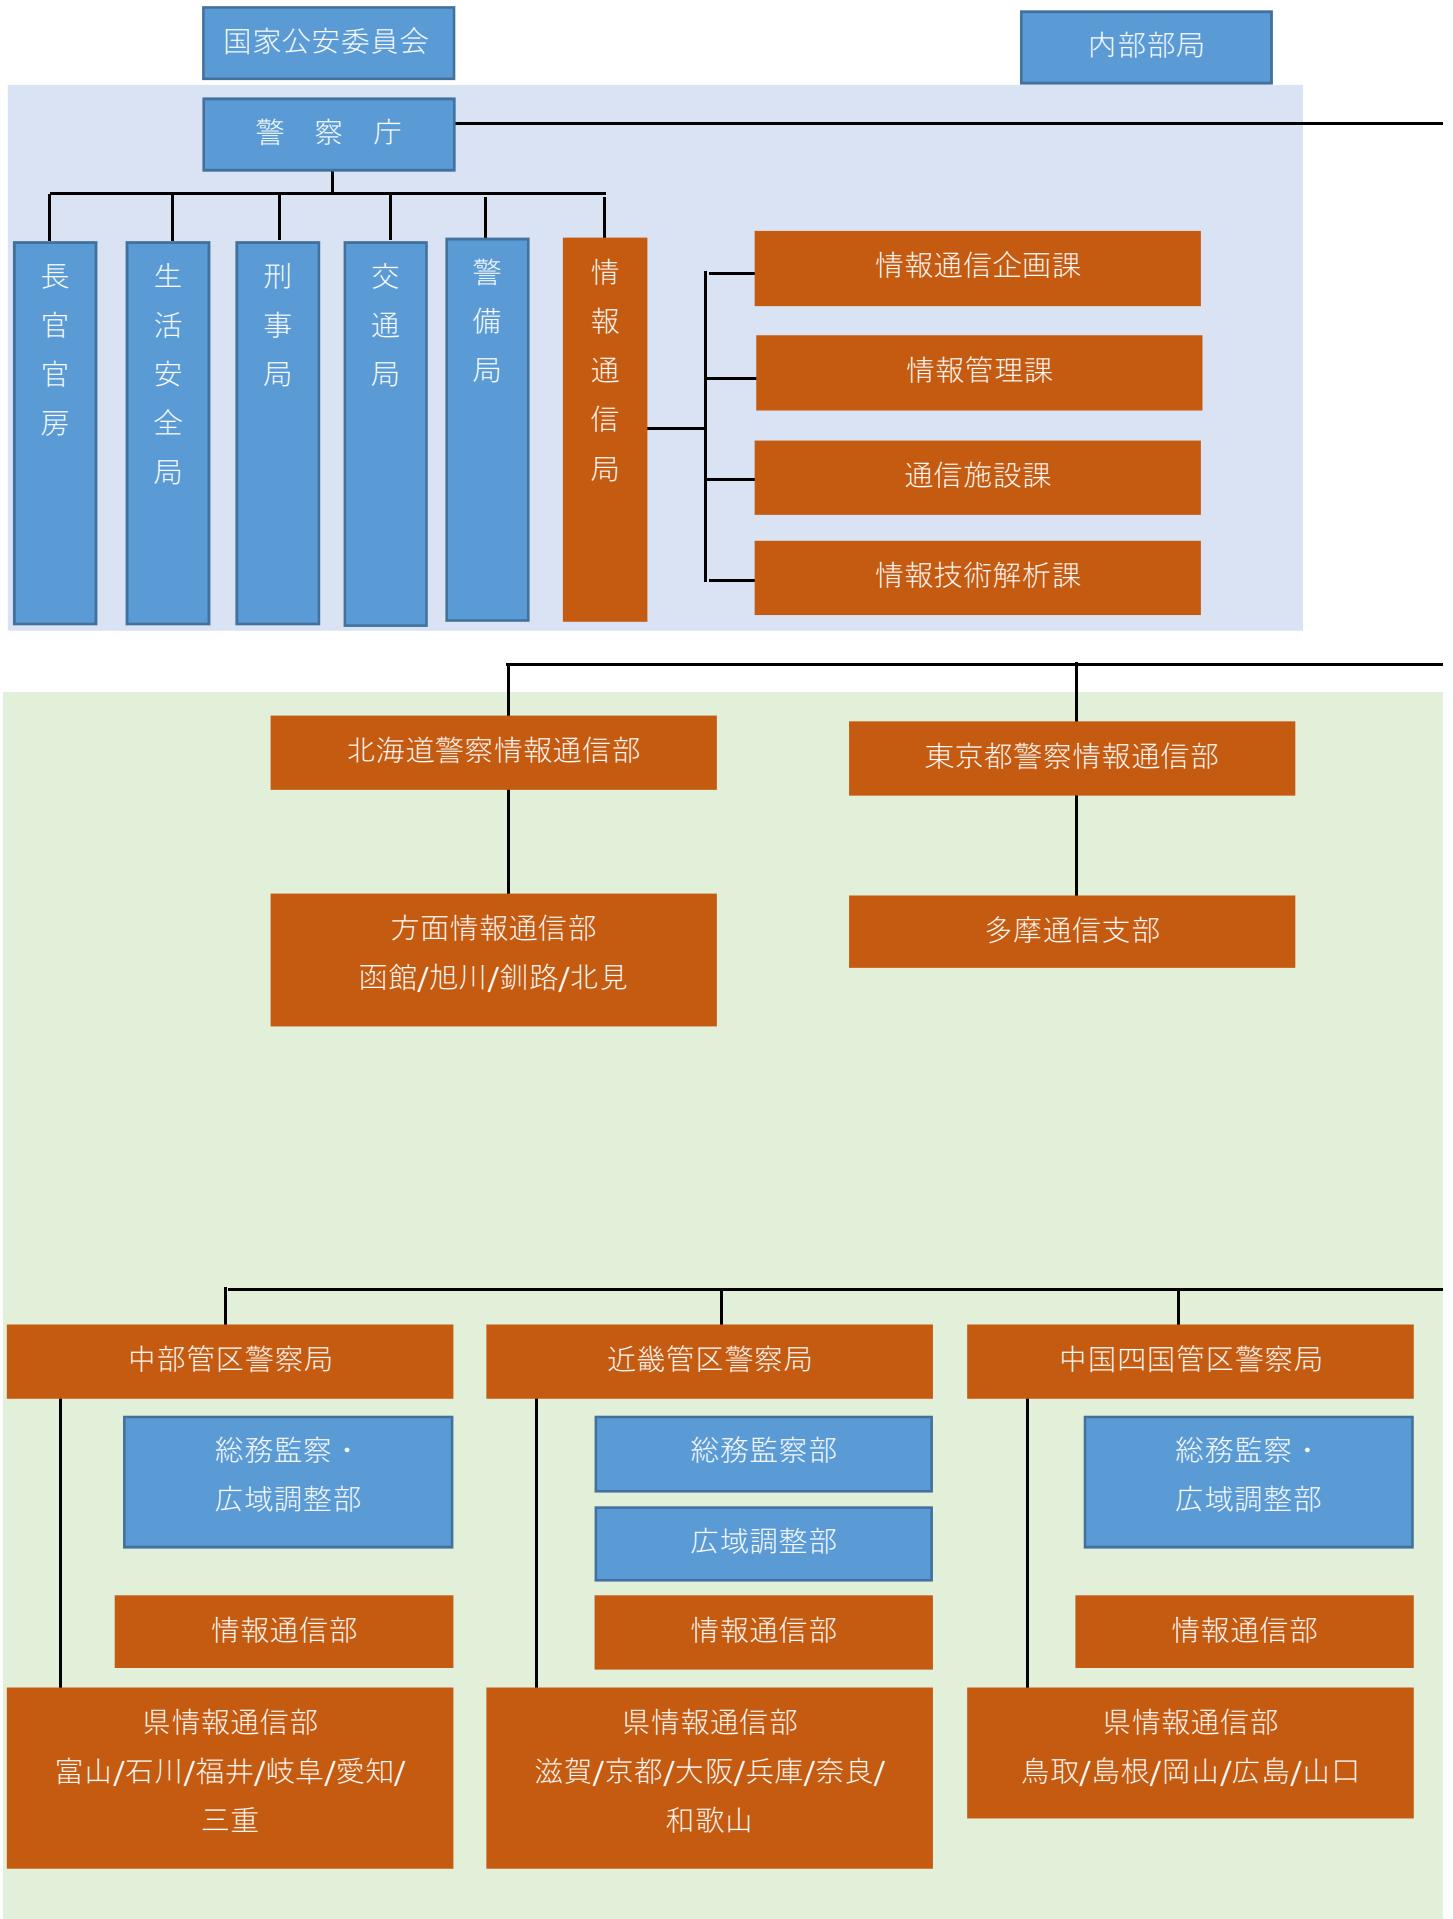 国家公安委員会
内部部局
警　察　庁
長官官房
生活安全局
刑事局
交通局
警備局
情報通信局
情報通信企画課
情報管理課
通信施設課
情報技術解析課
北海道警察情報通信部
東京都警察情報通信部
方面情報通信部
函館/旭川/釧路/北見
多摩通信支部
中部管区警察局
近畿管区警察局
中国四国管区警察局
総務監察・
広域調整部
総務監察部
広域調整部
総務監察・
広域調整部
情報通信部
情報通信部
情報通信部
県情報通信部
富山/石川/福井/岐阜/愛知/
三重
県情報通信部
滋賀/京都/大阪/兵庫/奈良/
和歌山
県情報通信部
鳥取/島根/岡山/広島/山口